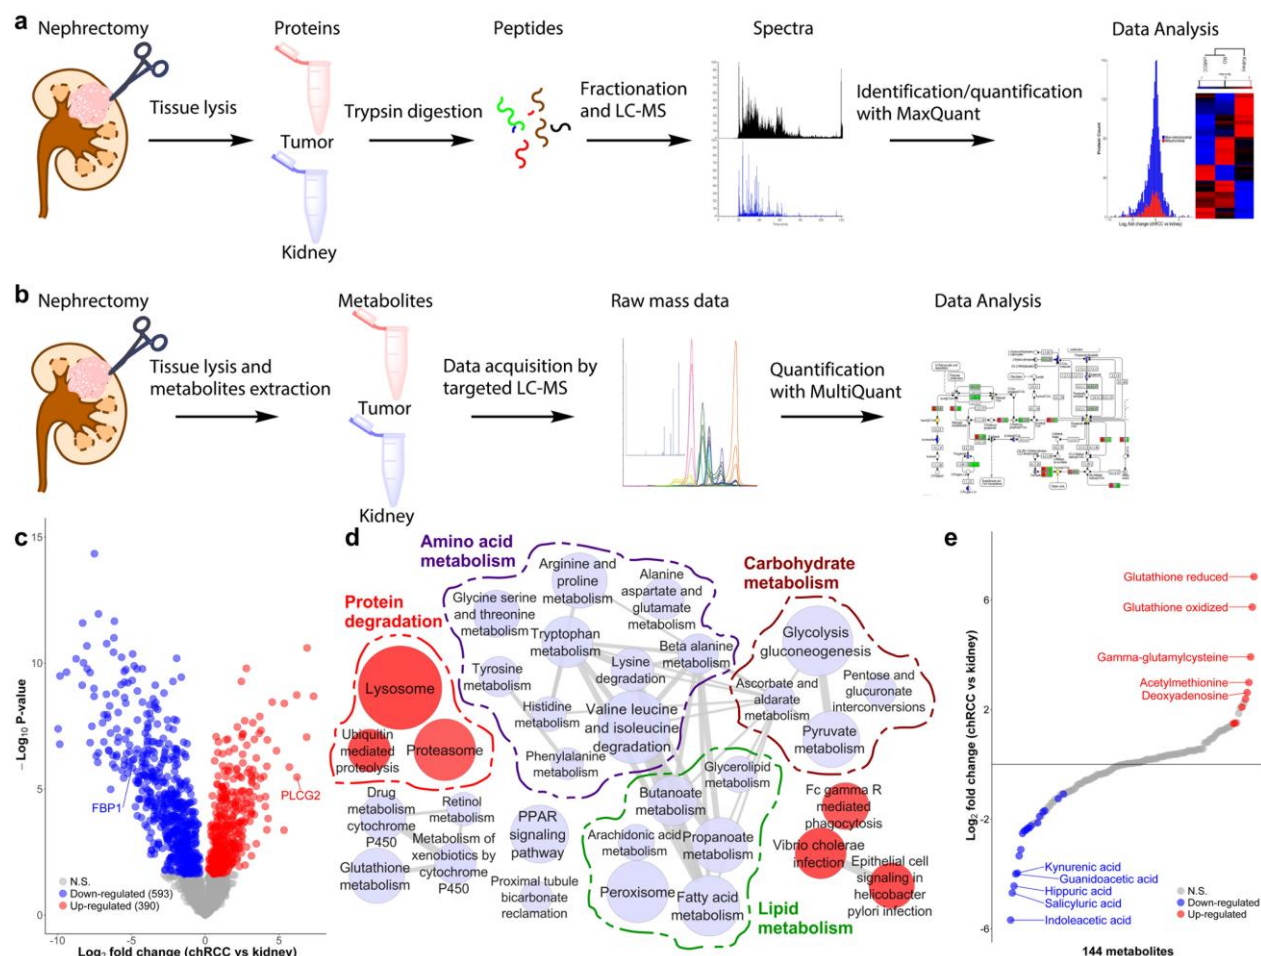 a
Nephrectomy
Proteins
Peptides
Spectra
Data Analysis
Tissue lysis
Trypsin digestion
Fractionation
and LC-MS
Identification/quantification
with MaxQuant
Tumor
Kidney
chRCC
Kidney
Protein Count
Log2 fold change (chRCC vs kidney)
b
Nephrectomy
Metabolites
Raw mass data
Data Analysis
Tissue lysis and
metabolites extraction
Data acquisition by
targeted LC-MS
Quantification
with MultiQuant
Tumor
Kidney
c
15
10
5
0
− Log10 P-value
FBP1
PLCG2
N.S.
Down-regulated (593)
Up-regulated (390)
-10
-5
0
5
Log2 fold change (chRCC vs kidney)
d
Amino acid
metabolism
Arginine and
proline
metabolism
Alanine
aspartate and
glutamate
metabolism
Glycine serine
and threonine
metabolism
Tryptophan
metabolism
Beta alanine
metabolism
Lysine
degradation
Tyrosine
metabolism
Histidine
metabolism
Valine leucine
and isoleucine
degradation
Phenylalanine
metabolism
Protein
degradation
Lysosome
Ubiquitin
mediated
proteolysis
Proteasome
Carbohydrate
metabolism
Glycolysis
gluconeogenesis
Pentose and
glucuronate
interconversions
Ascorbate and
aldarate
metabolism
Pyruvate
metabolism
Glycerolipid
metabolism
Butanoate
metabolism
Arachidonic acid
metabolism
Propanoate
metabolism
Peroxisome
Fatty acid
metabolism
Lipid
metabolism
Drug
metabolism
cytochrome
P450
Retinol
metabolism
Metabolism of
xenobiotics by
cytochrome
P450
Glutathione
metabolism
PPAR
signaling
pathway
Proximal tubule
bicarbonate
reclamation
Fc gamma R
mediated
phagocytosis
Vibrio cholerae
infection
Epithelial cell
signaling in
helicobacter
pylori infection
e
6
2
-2
-6
Log2 fold change (chRCC vs kidney)
Glutathione reduced
Glutathione oxidized
Gamma-glutamylcysteine
Acetylmethionine
Deoxyadenosine
Kynurenic acid
Guanidoacetic acid
Hippuric acid
Salicyluric acid
Indoleacetic acid
N.S.
Down-regulated
Up-regulated
144 metabolites